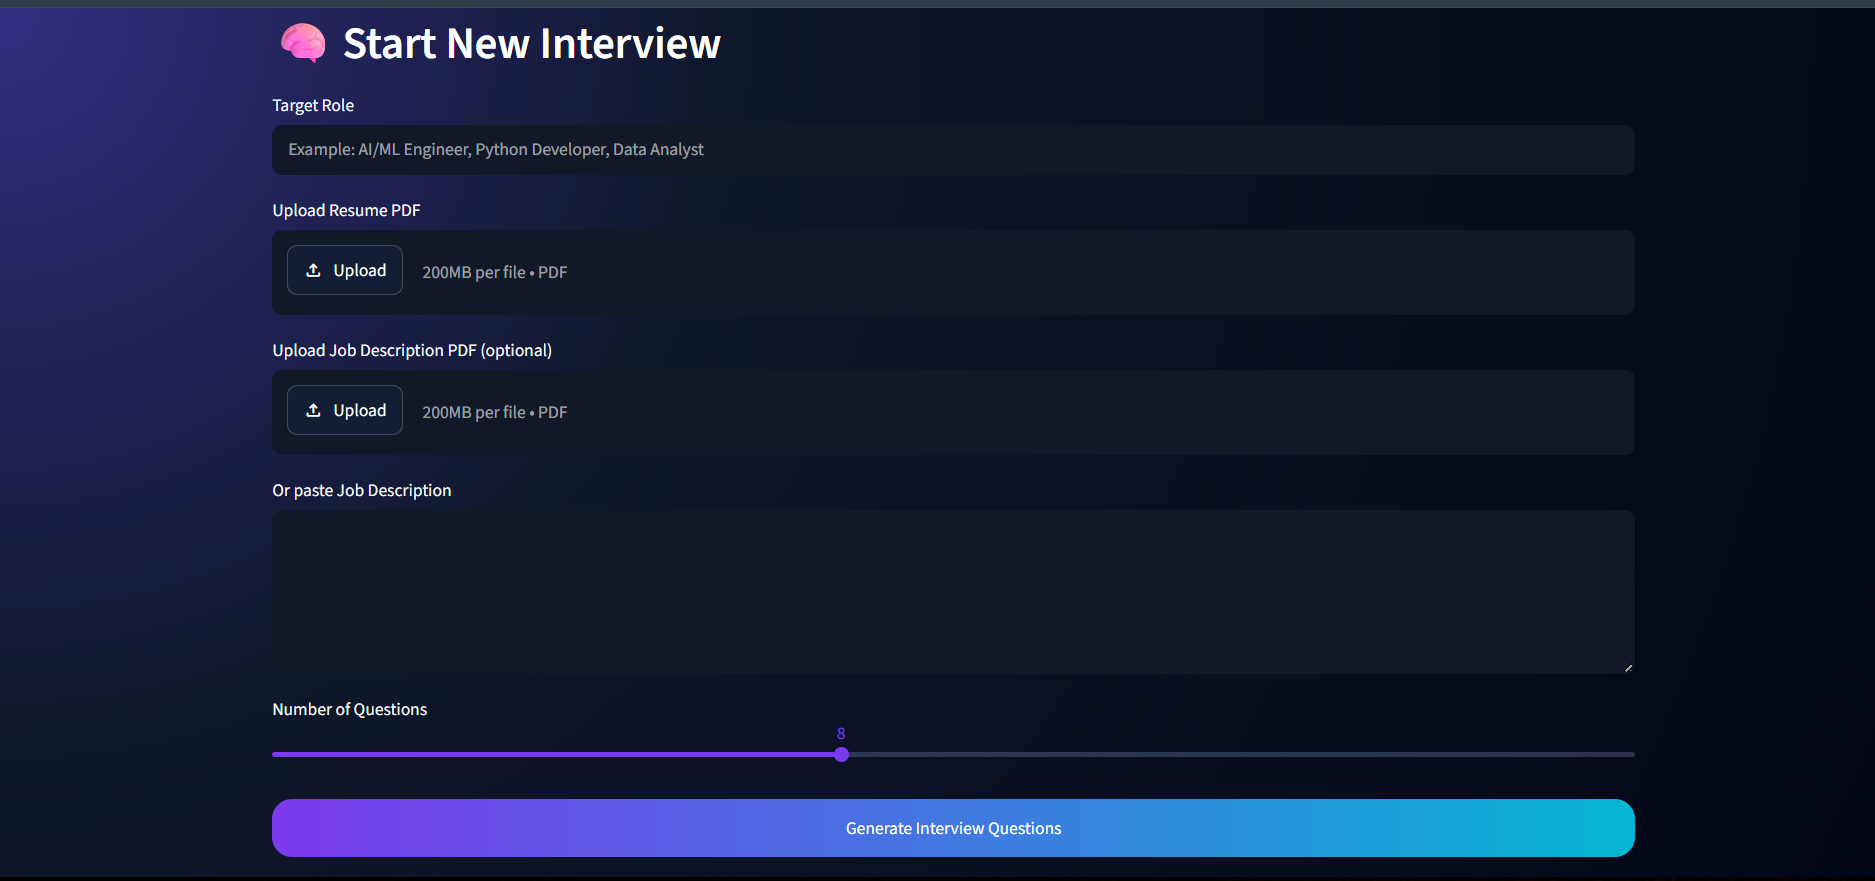 Start New Interview
Target Role
Example: AI/ML Engineer, Python Developer, Data Analyst
Upload Resume PDF
Upload 200MB per file • PDF
Upload Job Description PDF (optional)
Upload 200MB per file • PDF
Or paste Job Description
Number of Questions
8
Generate Interview Questions